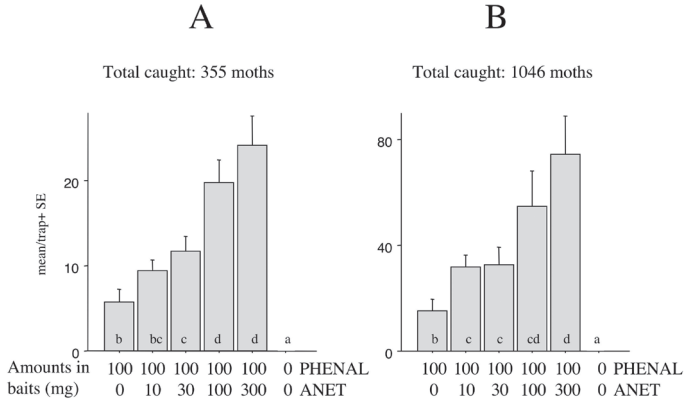 A
B
Total caught: 355 moths
Total caught: 1046 moths
mean/trap+ SE
20
10
0
b bc c d d a
80
40
0
b c c cd d a
Amounts in 100 100 100 100 100 0 PHENAL
baits (mg) 0 10 30 100 300 0 ANET
100 100 100 100 100 0 PHENAL
0 10 30 100 300 0 ANET